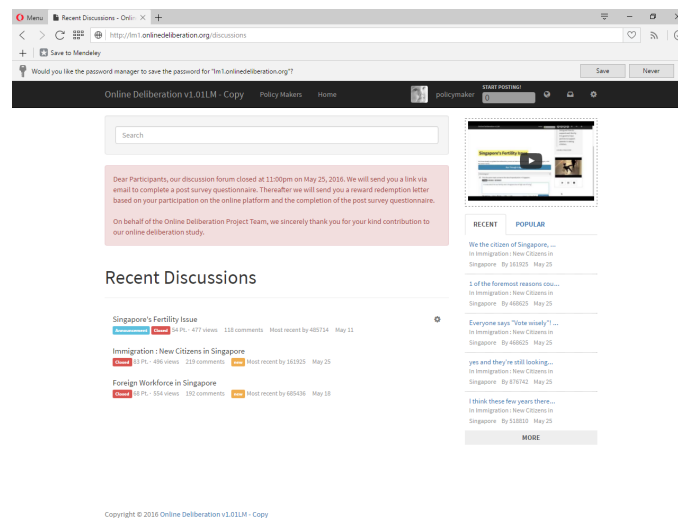 Menu
Recent Discussions - Onlin
http://lm1.onlinedeliberation.org/discussions
Save to Mendeley
Would you like the password manager to save the password for "lm1.onlinedeliberation.org"?
Save
Never
Online Deliberation v1.01LM - Copy
Policy Makers
Home
policymaker
START POSTING!
0
Search
Dear Participants, our discussion forum closed at 11:00pm on May 25, 2016. We will send you a link via
email to complete a post survey questionnaire. Thereafter we will send you a reward redemption letter
based on your participation on the online platform and the completion of the post survey questionnaire.
On behalf of the Online Deliberation Project Team, we sincerely thank you for your kind contribution to
our online deliberation study.
Recent Discussions
Singapore's Fertility Issue
Announcement Closed 54 Pt. - 477 views 118 comments Most recent by 485714 May 11
Immigration : New Citizens in Singapore
Closed 83 Pt. - 496 views 219 comments new Most recent by 161925 May 25
Foreign Workforce in Singapore
Closed 68 Pt. - 554 views 192 comments new Most recent by 685436 May 18
Singapore's Fertility Issue
RECENT
POPULAR
We the citizen of Singapore, ...
in Immigration : New Citizens in
Singapore By 161925 May 25
1 of the foremost reasons cou...
in Immigration : New Citizens in
Singapore By 468625 May 25
Everyone says "Vote wisely"! ...
in Immigration : New Citizens in
Singapore By 468625 May 25
yes and they're still looking...
in Immigration : New Citizens in
Singapore By 876742 May 25
I think these few years there...
in Immigration : New Citizens in
Singapore By 518810 May 25
MORE
Copyright © 2016 Online Deliberation v1.01LM - Copy